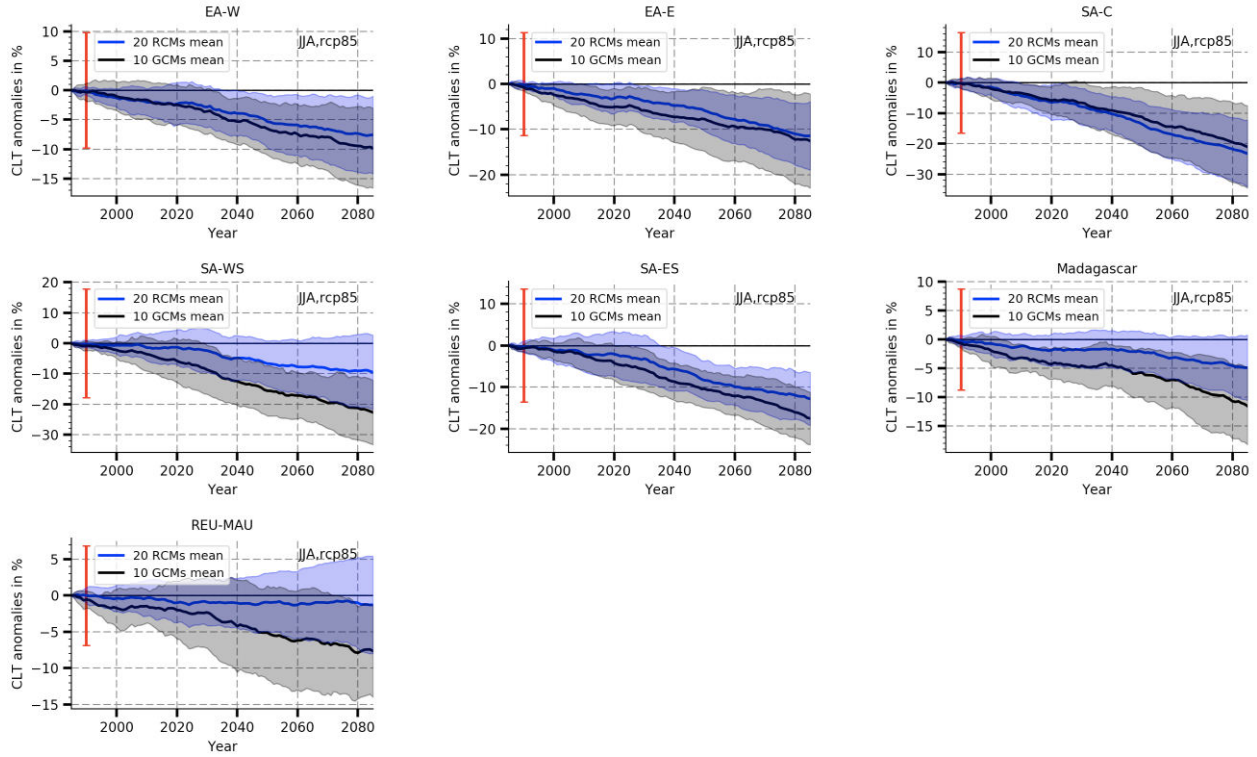 EA-W
CLT anomalies in %
10
5
0
−5
−10
−15
20 RCMs mean
10 GCMs mean
JJA,rcp85
2000 2020 2040 2060 2080
Year
EA-E
CLT anomalies in %
10
0
−10
−20
20 RCMs mean
10 GCMs mean
JJA,rcp85
2000 2020 2040 2060 2080
Year
SA-C
CLT anomalies in %
10
0
−10
−20
−30
20 RCMs mean
10 GCMs mean
JJA,rcp85
2000 2020 2040 2060 2080
Year
SA-WS
CLT anomalies in %
20
10
0
−10
−20
−30
20 RCMs mean
10 GCMs mean
JJA,rcp85
2000 2020 2040 2060 2080
Year
SA-ES
CLT anomalies in %
10
0
−10
−20
20 RCMs mean
10 GCMs mean
JJA,rcp85
2000 2020 2040 2060 2080
Year
Madagascar
CLT anomalies in %
10
5
0
−5
−10
−15
20 RCMs mean
10 GCMs mean
JJA,rcp85
2000 2020 2040 2060 2080
Year
REU-MAU
CLT anomalies in %
5
0
−5
−10
−15
20 RCMs mean
10 GCMs mean
JJA,rcp85
2000 2020 2040 2060 2080
Year